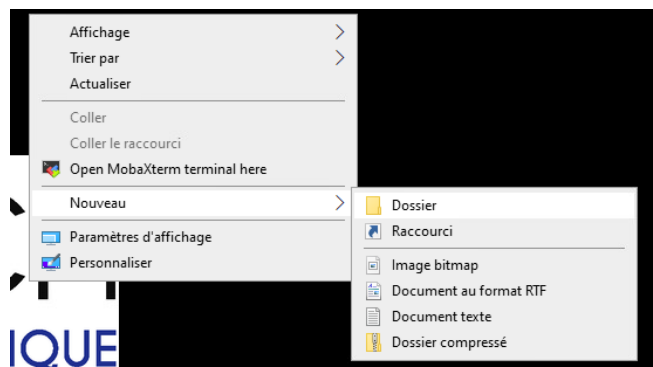 Affichage
Trier par
Actualiser
Coller
Coller le raccourci
Open MobaXterm terminal here
Nouveau
Paramètres d'affichage
Personnaliser
Dossier
Raccourci
Image bitmap
Document au format RTF
Document texte
Dossier compressé
IQUE